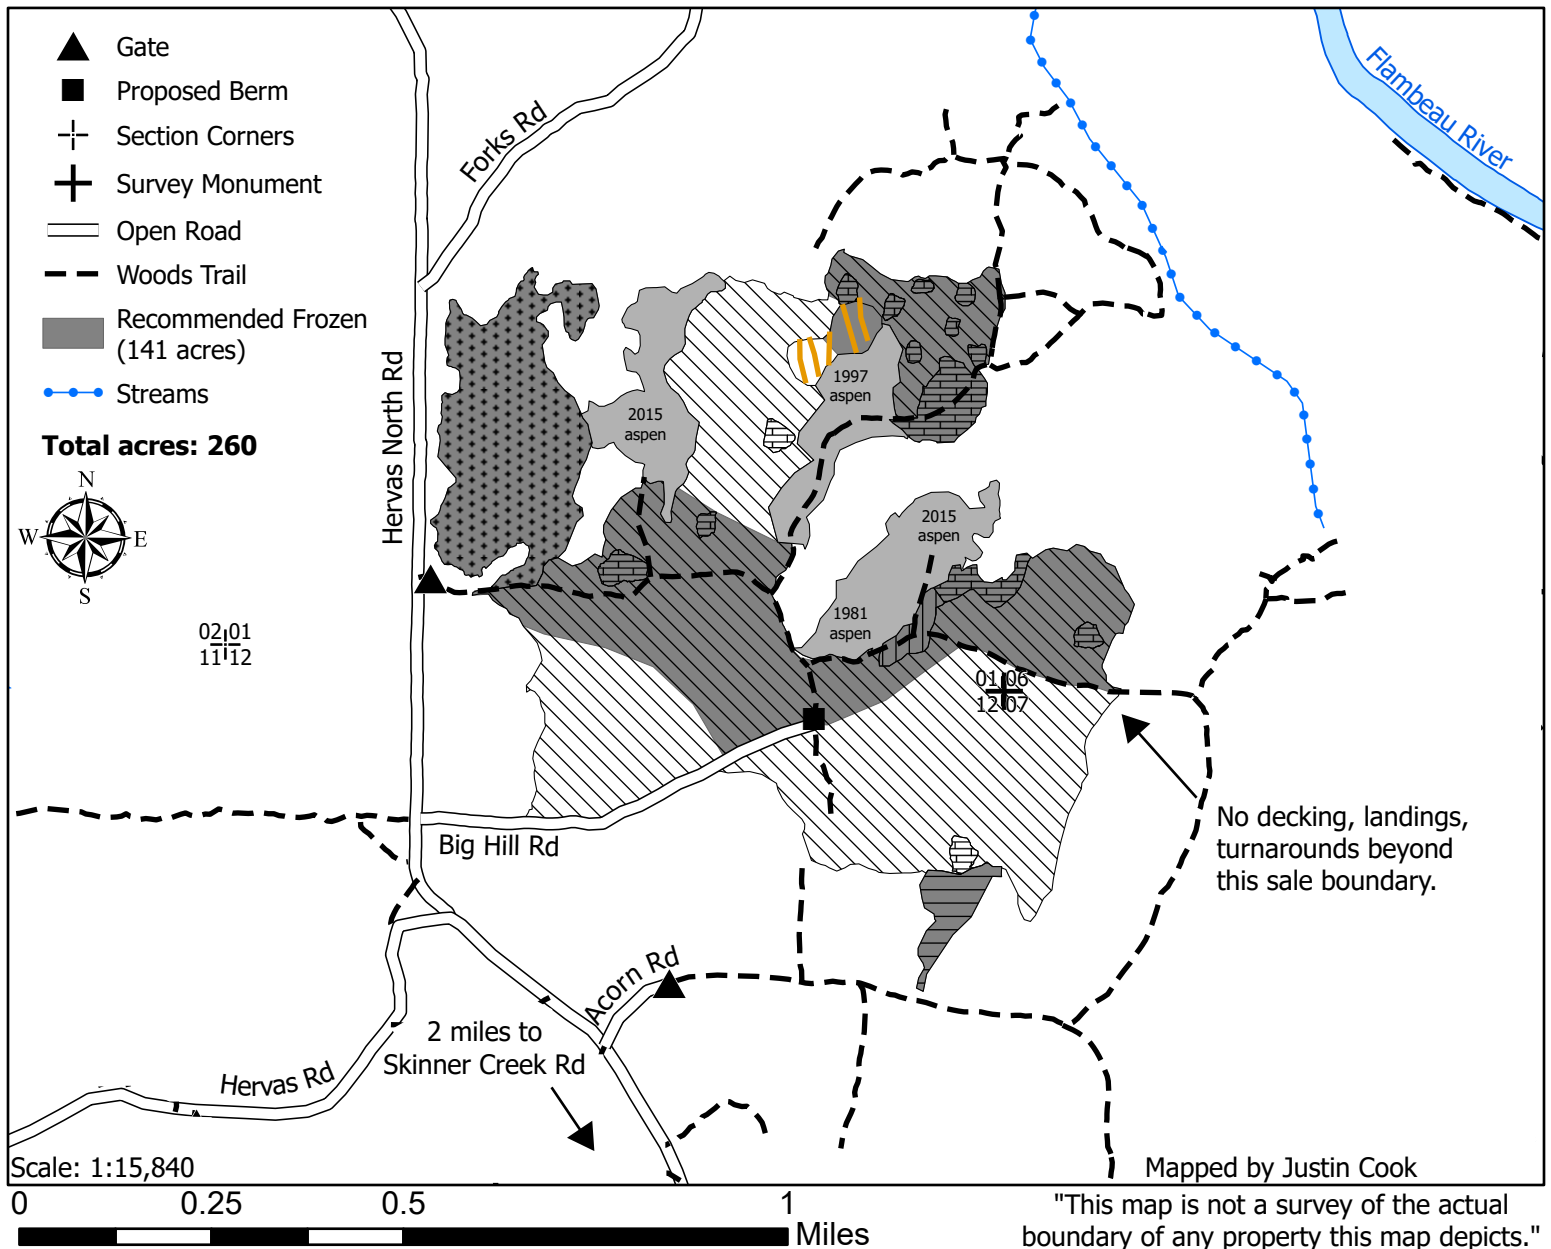 Gate
Proposed Berm
Section Corners
Survey Monument
Open Road
Woods Trail
Recommended Frozen
(141 acres)
Streams
Total acres: 260
N
W
E
S
Forks Rd
Flambeau River
Hervas North Rd
2015
aspen
1997
aspen
2015
aspen
1981
aspen
02 01
11 12
01 06
12 07
No decking, landings,
turnarounds beyond
this sale boundary.
Big Hill Rd
Acorn Rd
2 miles to
Skinner Creek Rd
Hervas Rd
Scale: 1:15,840
Mapped by Justin Cook
0 0.25 0.5 1
Miles
"This map is not a survey of the actual
boundary of any property this map depicts."